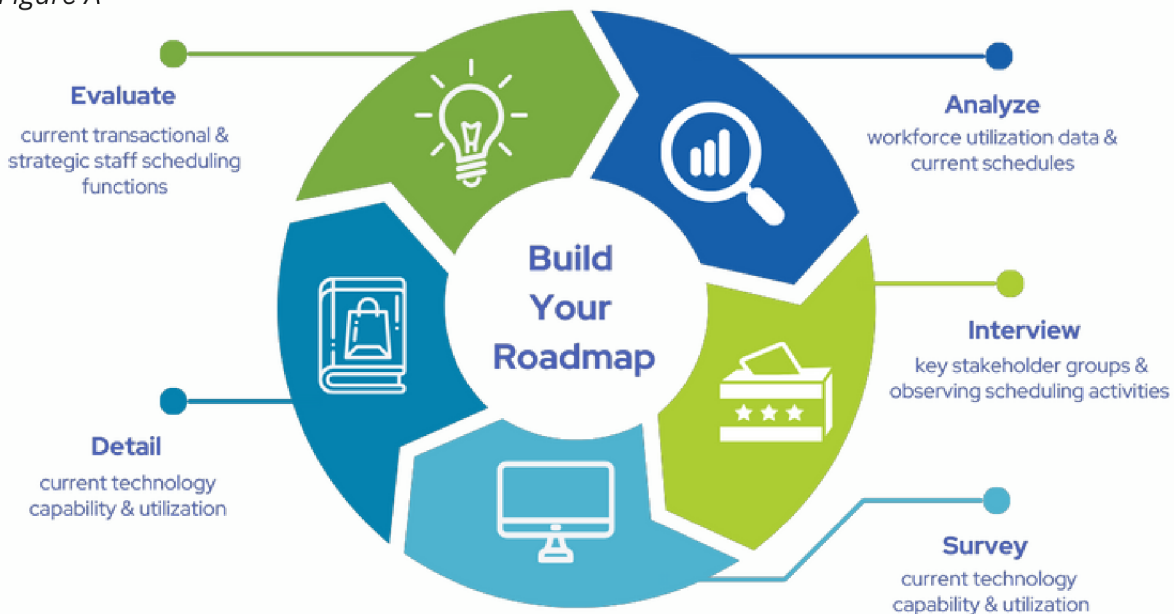 Figure A
Evaluate
current transactional &
strategic staff scheduling
functions
Analyze
workforce utilization data &
current schedules
Build
Your
Roadmap
Interview
key stakeholder groups &
observing scheduling activities
Detail
current technology
capability & utilization
Survey
current technology
capability & utilization